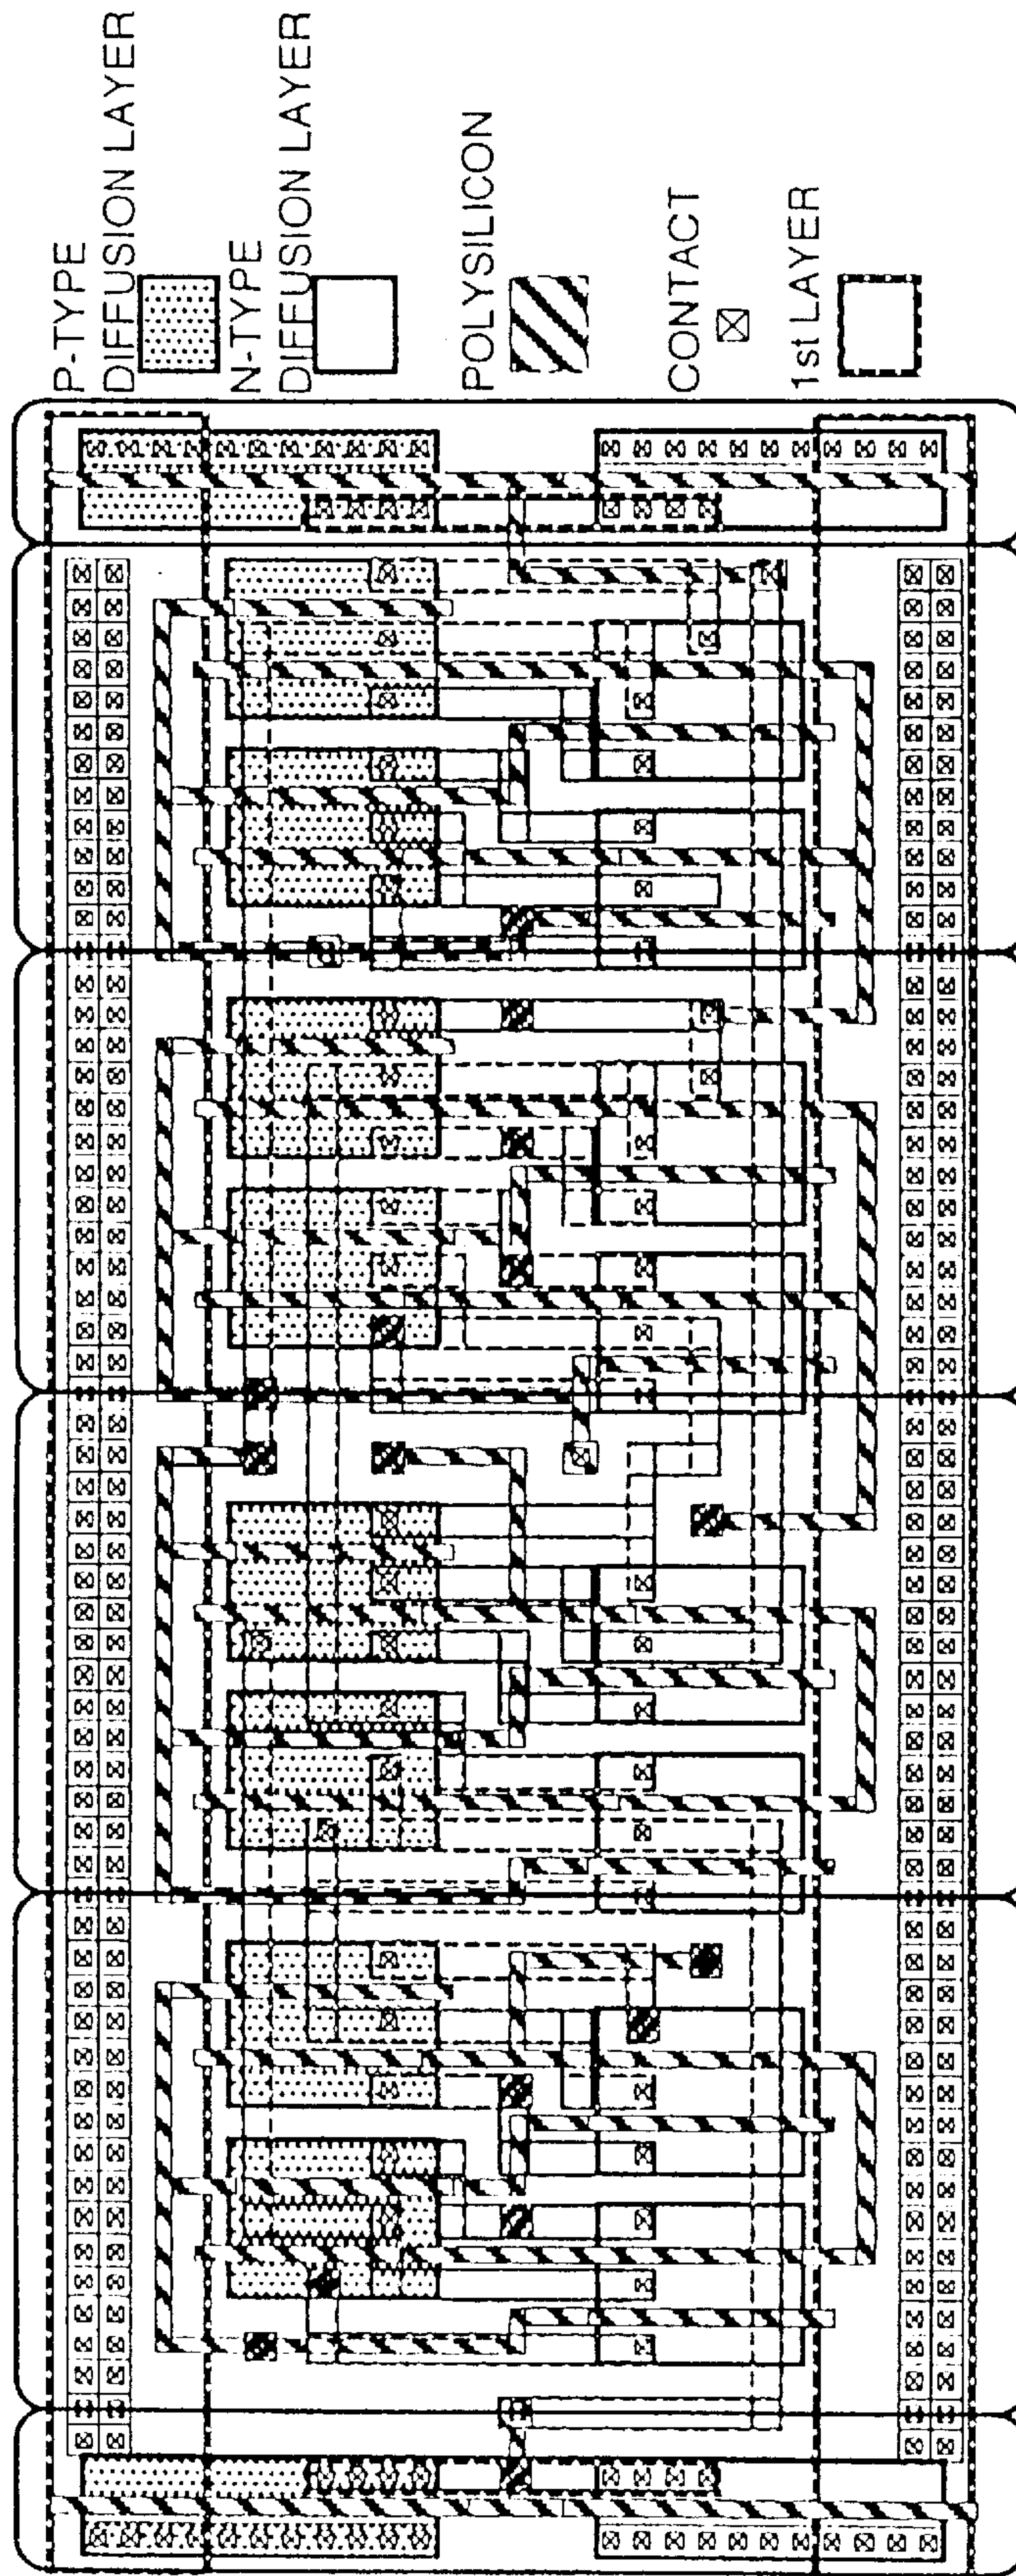 P-TYPE
DIFFUSION LAYER
N-TYPE
DIFFUSION LAYER
POLYSILICON
CONTACT
1st LAYER